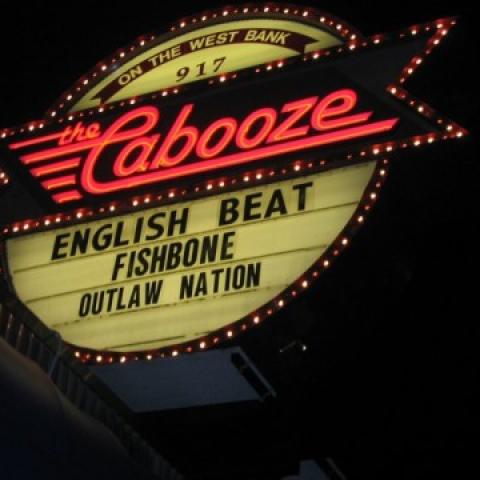 ON THE WEST BANK
917
the Cabooze
ENGLISH BEAT
FISHBONE
OUTLAW NATION